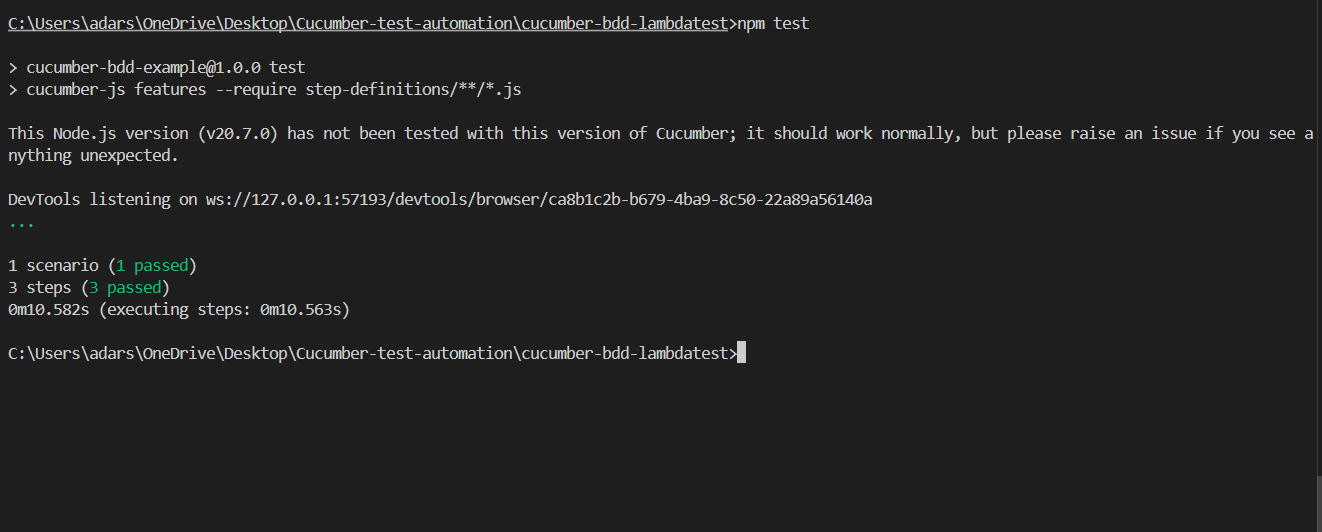 C:\Users\adars\OneDrive\Desktop\Cucumber-test-automation\cucumber-bdd-lambdatest>npm test
> cucumber-bdd-example@1.0.0 test
> cucumber-js features --require step-definitions/**/*.js
This Node.js version (v20.7.0) has not been tested with this version of Cucumber; it should work normally, but please raise an issue if you see a
nything unexpected.
DevTools listening on ws://127.0.0.1:57193/devtools/browser/ca8b1c2b-b679-4ba9-8c50-22a89a56140a
...
1 scenario (1 passed)
3 steps (3 passed)
0m10.582s (executing steps: 0m10.563s)
C:\Users\adars\OneDrive\Desktop\Cucumber-test-automation\cucumber-bdd-lambdatest>